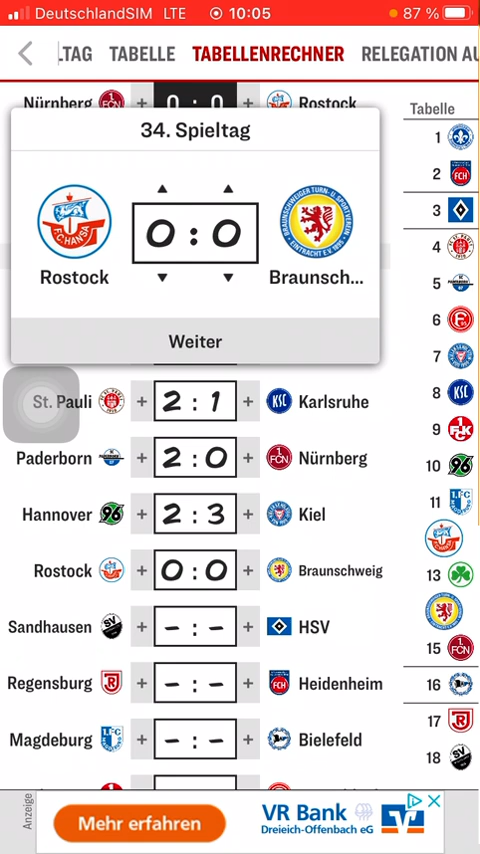 DeutschlandSIM LTE 10:05 87 %
.TAG TABELLE TABELLENRECHNER RELEGATION AU
Nürnberg + 0 : 0 + Rostock
Tabelle
34. Spieltag
Rostock 0 : 0 Braunsch...
Weiter
St. Pauli + 2 : 1 + Karlsruhe
Paderborn + 2 : 0 + Nürnberg
Hannover + 2 : 3 + Kiel
Rostock + 0 : 0 + Braunschweig
Sandhausen + - : - + HSV
Regensburg + - : - + Heidenheim
Magdeburg + - : - + Bielefeld
1
2
3
4
5
6
7
8
9
10
11
13
15
16
17
18
Anzeige
Mehr erfahren
VR Bank
Dreieich-Offenbach eG